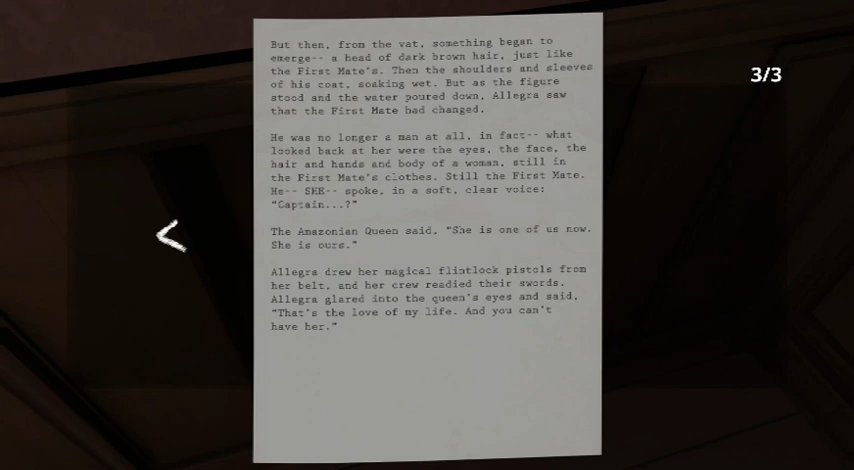 But then, from the vat, something began to
emerge-- a head of dark brown hair, just like
the First Mate's. Then the shoulders and sleeves
of his coat, soaking wet. But as the figure
stood and the water poured down, Allegra saw
that the First Mate had changed.
He was no longer a man at all, in fact-- what
looked back at her were the eyes, the face, the
hair and hands and body of a woman, still in
the First Mate's clothes. Still the First Mate.
He-- SHE-- spoke, in a soft, clear voice:
"Captain...?"
The Amazonian Queen said, "She is one of us now.
She is ours."
Allegra drew her magical flintlock pistols from
her belt, and her crew readied their swords.
Allegra glared into the queen's eyes and said,
"That's the love of my life. And you can't
have her."
3/3